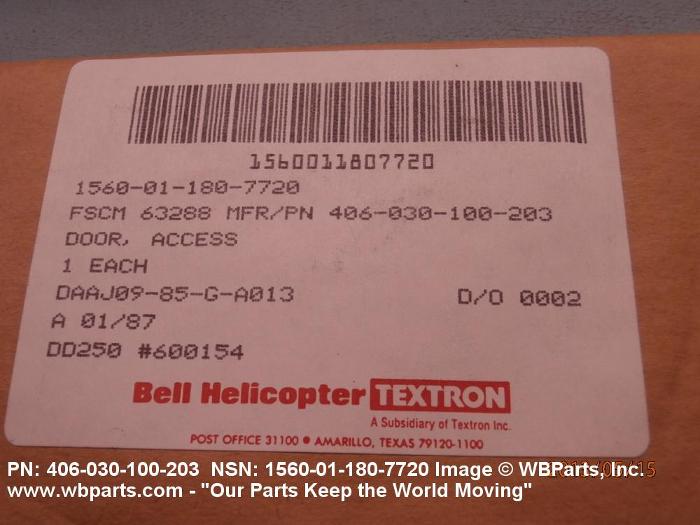 1560011807720
1560-01-180-7720
FSCM 63288 MFR/PN 406-030-100-203
DOOR, ACCESS
1 EACH
DAAJ09-85-G-A013 D/O 0002
A 01/87
DD250 #600154
Bell Helicopter TEXTRON
A Subsidiary of Textron Inc.
POST OFFICE 31100 • AMARILLO, TEXAS 79120-1100
PN: 406-030-100-203 NSN: 1560-01-180-7720 Image © WBParts, Inc.
www.wbparts.com - "Our Parts Keep the World Moving"